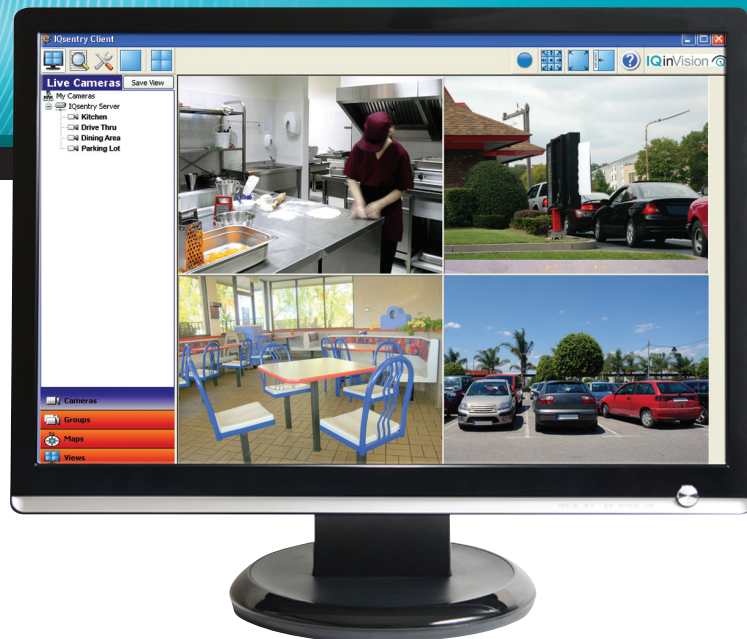 IQsentry Client
IQinVision
Live Cameras
Save View
My Cameras
IQsentry Server
Kitchen
Drive Thru
Dining Area
Parking Lot
Cameras
Groups
Maps
Views